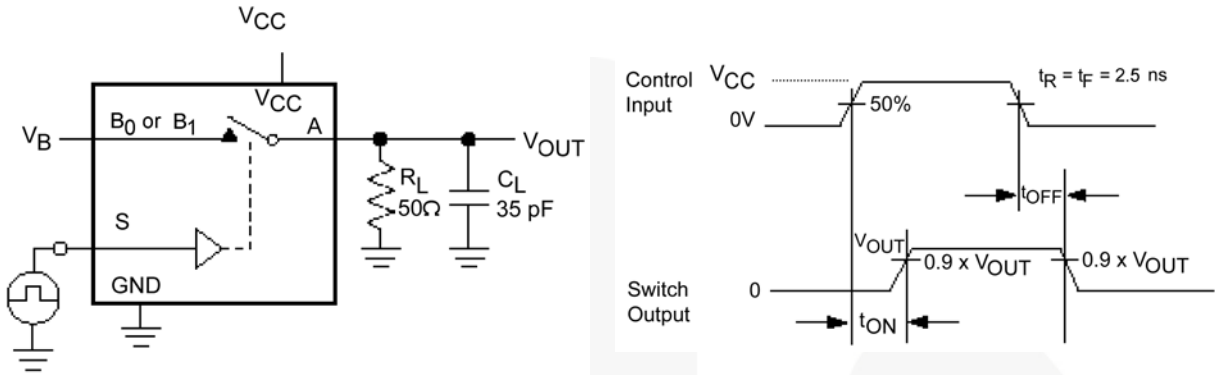 VCC
VCC
B0 or B1
A
VB
VOUT
RL
50Ω
CL
35 pF
S
GND
Control
Input
VCC
0V
50%
tR = tF = 2.5 ns
tOFF
VOUT
0.9 x VOUT
0.9 x VOUT
Switch
Output
0
tON